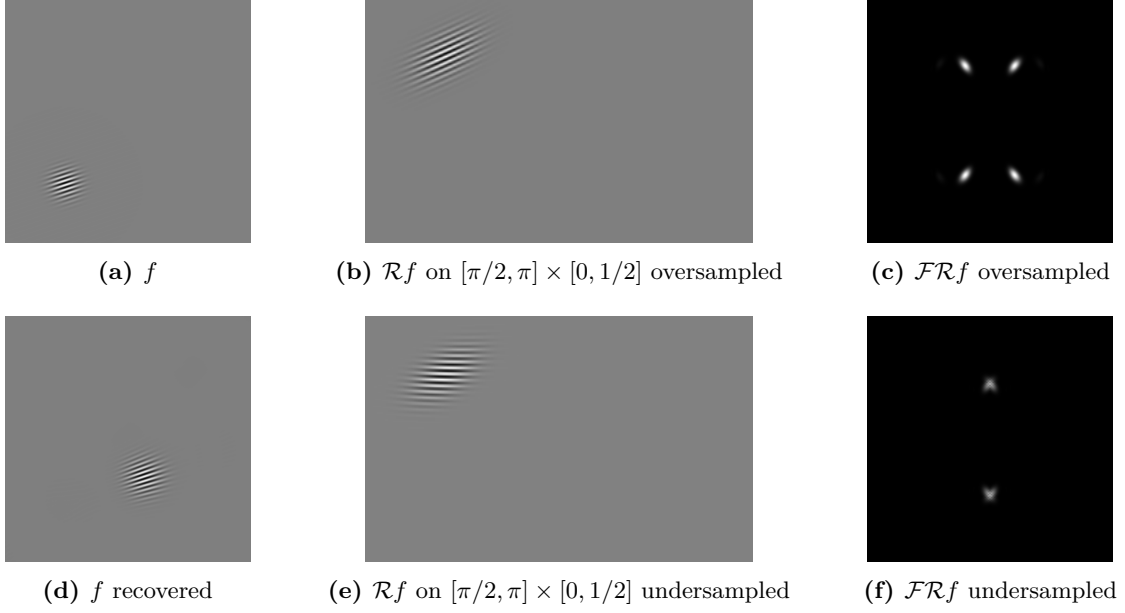 (a) f
(b) ℛf on [π/2, π] × [0, 1/2] oversampled
(c) ℱℛf oversampled
(d) f recovered
(e) ℛf on [π/2, π] × [0, 1/2] undersampled
(f) ℱℛf undersampled